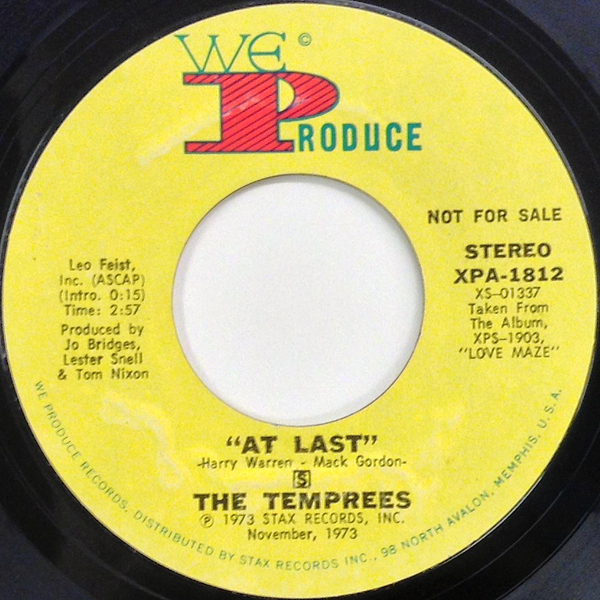 WE ©
PRODUCE
NOT FOR SALE
STEREO
XPA-1812
XS-01337
Taken From
The Album,
XPS-1903,
"LOVE MAZE"
Leo Feist,
Inc. (ASCAP)
(Intro. 0:15)
Time: 2:57
Produced by
Jo Bridges,
Lester Snell
& Tom Nixon
"AT LAST"
-Harry Warren - Mack Gordon-
S
THE TEMPREES
℗ 1973 STAX RECORDS, INC.
November, 1973
WE PRODUCE RECORDS, DISTRIBUTED BY STAX RECORDS INC., 98 NORTH AVALON, MEMPHIS, U.S.A.